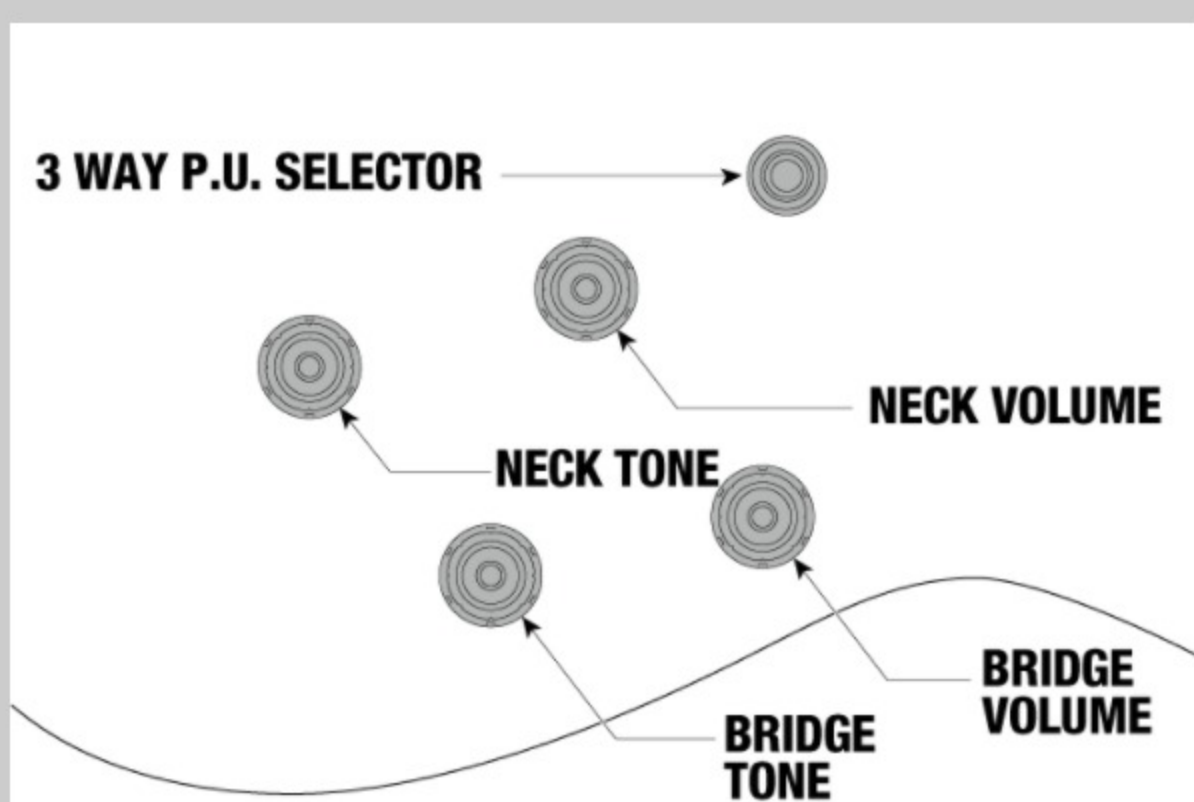 3 WAY P.U. SELECTOR
NECK VOLUME
NECK TONE
BRIDGE
VOLUME
BRIDGE
TONE